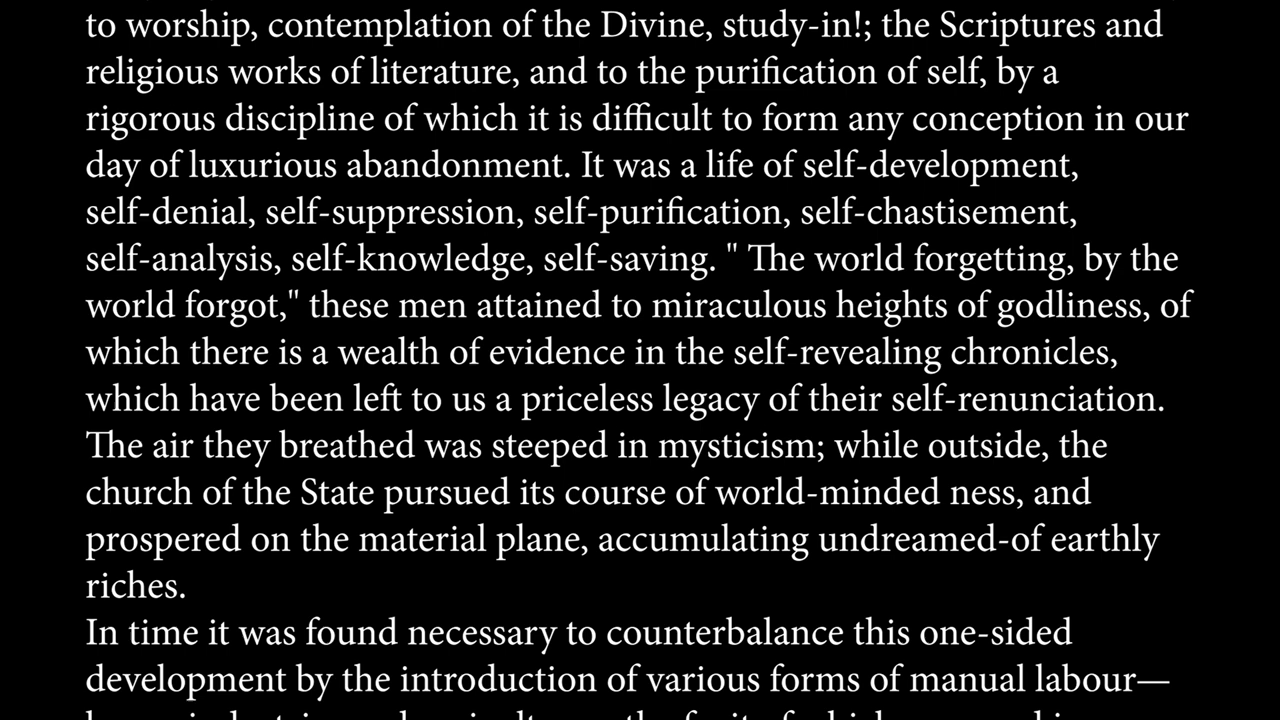 to worship, contemplation of the Divine, study-in!; the Scriptures and
religious works of literature, and to the purification of self, by a
rigorous discipline of which it is difficult to form any conception in our
day of luxurious abandonment. It was a life of self-development,
self-denial, self-suppression, self-purification, self-chastisement,
self-analysis, self-knowledge, self-saving. " The world forgetting, by the
world forgot," these men attained to miraculous heights of godliness, of
which there is a wealth of evidence in the self-revealing chronicles,
which have been left to us a priceless legacy of their self-renunciation.
The air they breathed was steeped in mysticism; while outside, the
church of the State pursued its course of world-minded ness, and
prospered on the material plane, accumulating undreamed-of earthly
riches.
In time it was found necessary to counterbalance this one-sided
development by the introduction of various forms of manual labour—